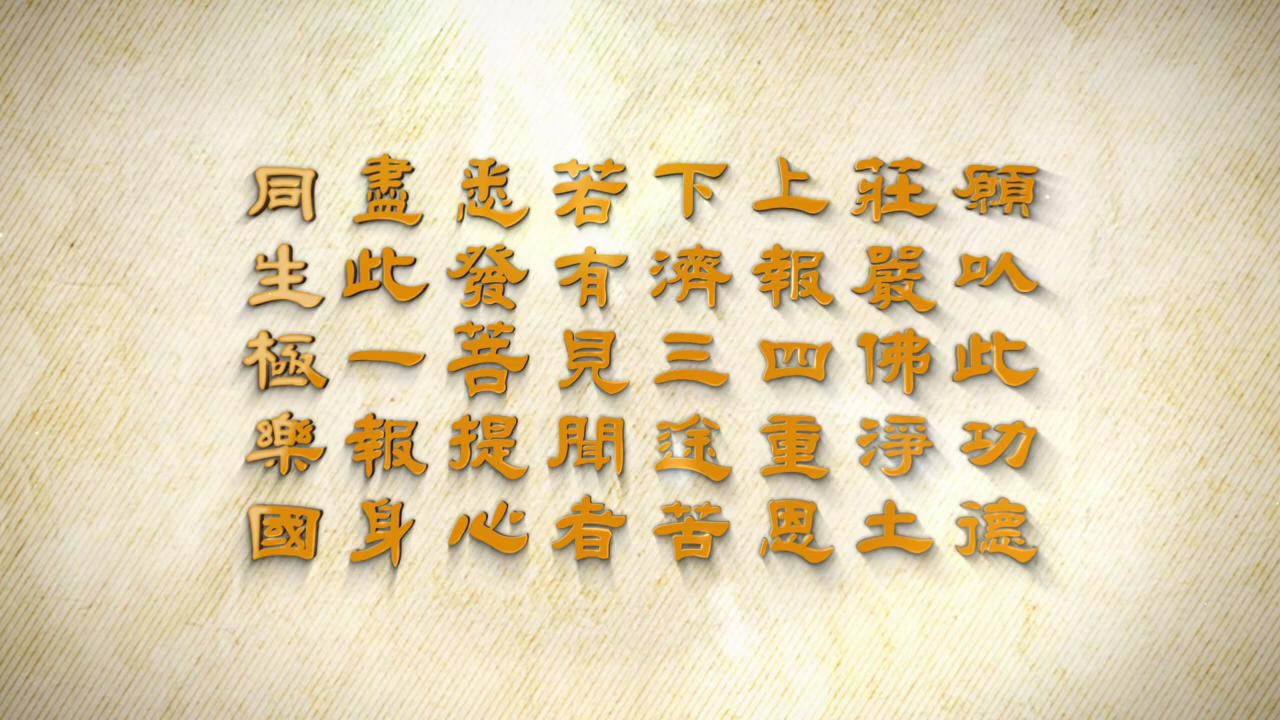 願以此功德
莊嚴佛淨土
上報四重恩
下濟三途苦
若有見聞者
悉發菩提心
盡此一報身
同生極樂國